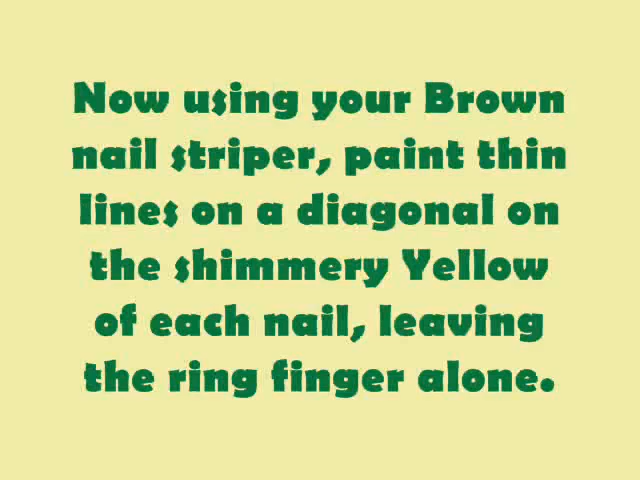 Now using your Brown
nail striper, paint thin
lines on a diagonal on
the shimmery Yellow
of each nail, leaving
the ring finger alone.